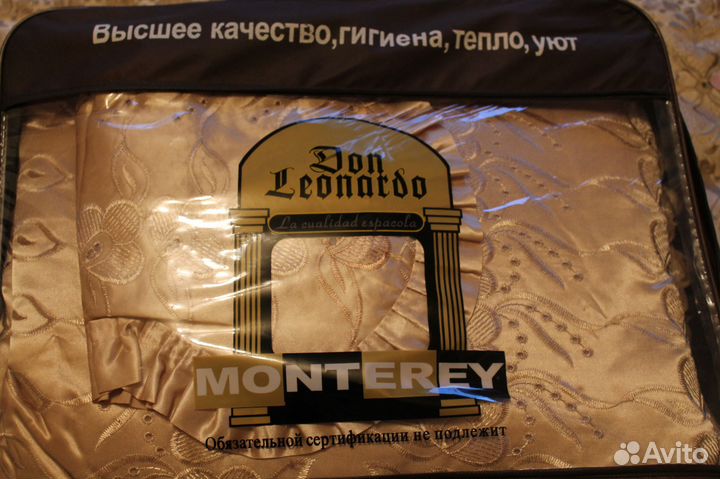 Высшее качество,гигиена,тепло,уют
Don
Leonardo
La cualidad espacola
MONTEREY
Обязательной сертификации не подлежит
Avito